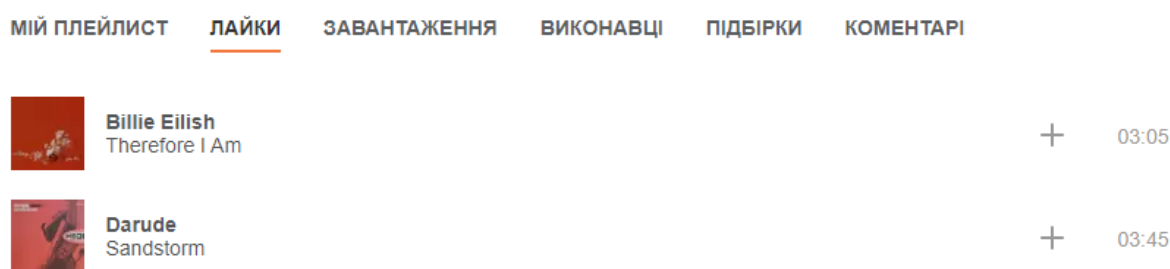 МІЙ ПЛЕЙЛИСТ ЛАЙКИ ЗАВАНТАЖЕННЯ ВИКОНАВЦІ ПІДБІРКИ КОМЕНТАРІ
Billie Eilish
Therefore I Am
+ 03:05
Darude
Sandstorm
+ 03:45